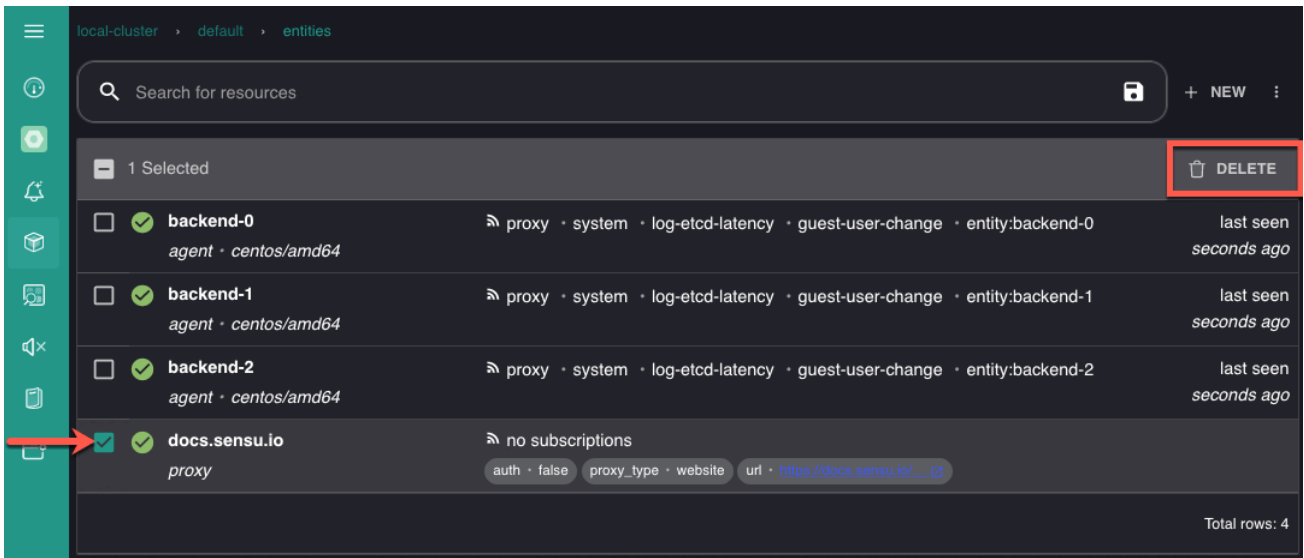 local-cluster › default › entities
Search for resources
+ NEW
1 Selected
DELETE
backend-0 proxy · system · log-etcd-latency · guest-user-change · entity:backend-0 last seen
agent · centos/amd64 seconds ago
backend-1 proxy · system · log-etcd-latency · guest-user-change · entity:backend-1 last seen
agent · centos/amd64 seconds ago
backend-2 proxy · system · log-etcd-latency · guest-user-change · entity:backend-2 last seen
agent · centos/amd64 seconds ago
docs.sensu.io no subscriptions
proxy auth · false proxy_type · website url · https://docs.sensu.io/...
Total rows: 4